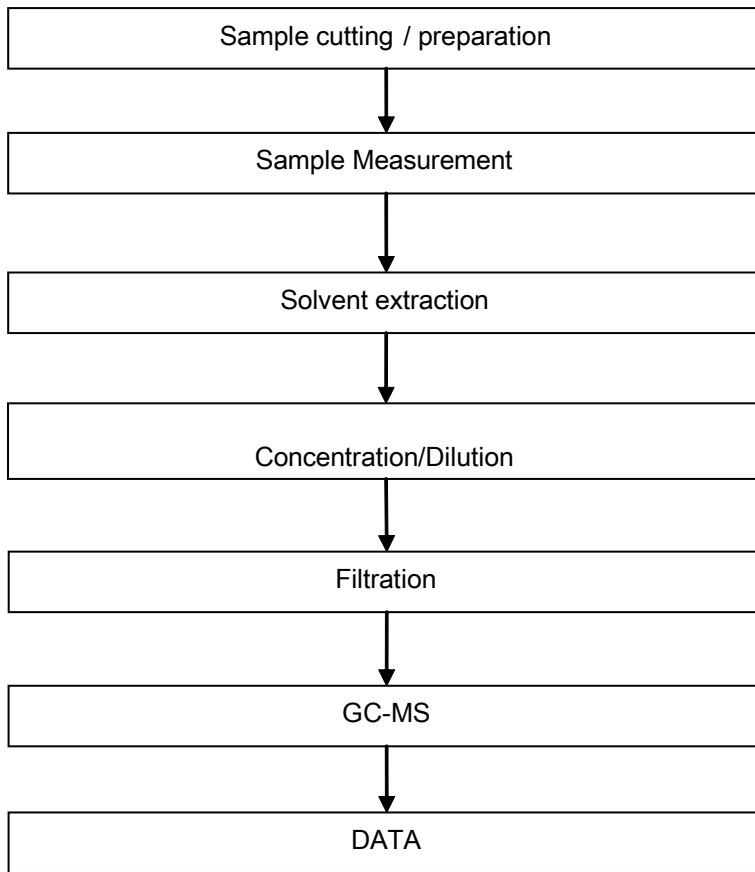 Sample cutting / preparation
Sample Measurement
Solvent extraction
Concentration/Dilution
Filtration
GC-MS
DATA